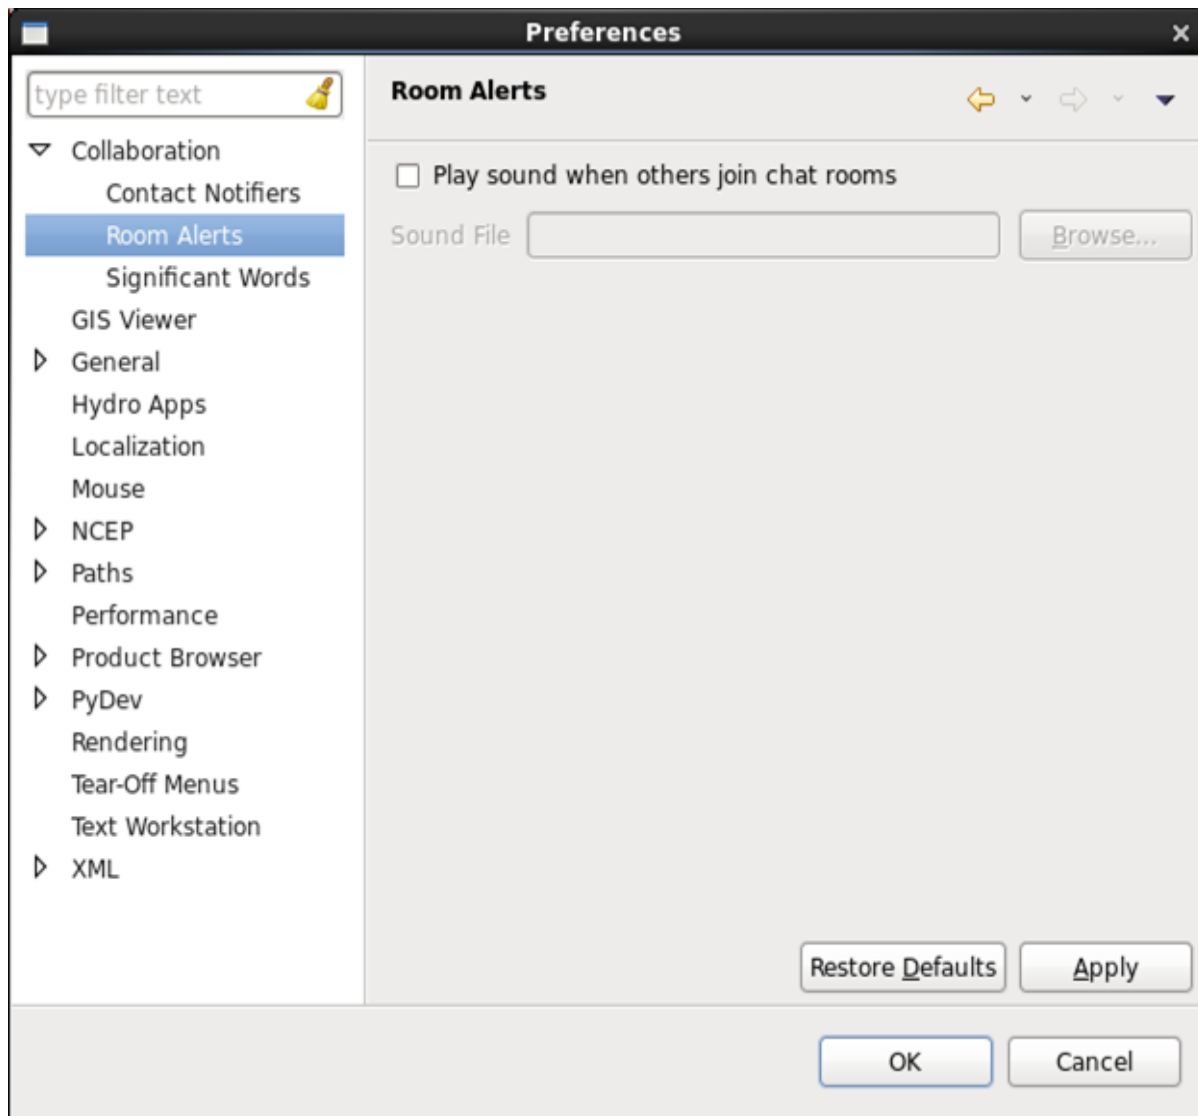 Preferences
type filter text
Collaboration
Contact Notifiers
Room Alerts
Significant Words
GIS Viewer
General
Hydro Apps
Localization
Mouse
NCEP
Paths
Performance
Product Browser
PyDev
Rendering
Tear-Off Menus
Text Workstation
XML
Room Alerts
Play sound when others join chat rooms
Sound File Browse...
Restore Defaults Apply
OK Cancel